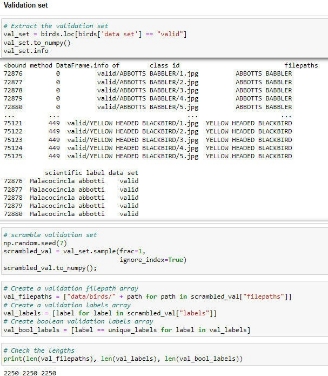 Validation set
# Extract the validation set
val_set = birds.loc[birds['data set'] == "valid"]
val_set.to_numpy()
val_set.info
<bound method DataFrame.info of class id filepaths
72876 0 valid/ABBOTTS BABBLER/1.jpg ABBOTTS BABBLER
72877 0 valid/ABBOTTS BABBLER/2.jpg ABBOTTS BABBLER
72878 0 valid/ABBOTTS BABBLER/3.jpg ABBOTTS BABBLER
72879 0 valid/ABBOTTS BABBLER/4.jpg ABBOTTS BABBLER
72880 0 valid/ABBOTTS BABBLER/5.jpg ABBOTTS BABBLER
... ... ... ...
75121 449 valid/YELLOW HEADED BLACKBIRD/1.jpg YELLOW HEADED BLACKBIRD
75122 449 valid/YELLOW HEADED BLACKBIRD/2.jpg YELLOW HEADED BLACKBIRD
75123 449 valid/YELLOW HEADED BLACKBIRD/3.jpg YELLOW HEADED BLACKBIRD
75124 449 valid/YELLOW HEADED BLACKBIRD/4.jpg YELLOW HEADED BLACKBIRD
75125 449 valid/YELLOW HEADED BLACKBIRD/5.jpg YELLOW HEADED BLACKBIRD
scientific label data set
72876 Malacocincla abbotti valid
72877 Malacocincla abbotti valid
72878 Malacocincla abbotti valid
72879 Malacocincla abbotti valid
72880 Malacocincla abbotti valid
# scramble validation set
np.random.seed(7)
scrambled_val = val_set.sample(frac=1,
ignore_index=True)
scrambled_val.to_numpy();
# Create a validation filepath array
val_filepaths = ["data/birds/" + path for path in scrambled_val["filepaths"]]
# Create a validation labels array
val_labels = [label for label in scrambled_val["labels"]]
# Create boolean validation labels array
val_bool_labels = [label == unique_labels for label in val_labels]
# Check the lengths
print(len(val_filepaths), len(val_labels), len(val_bool_labels))
2250 2250 2250